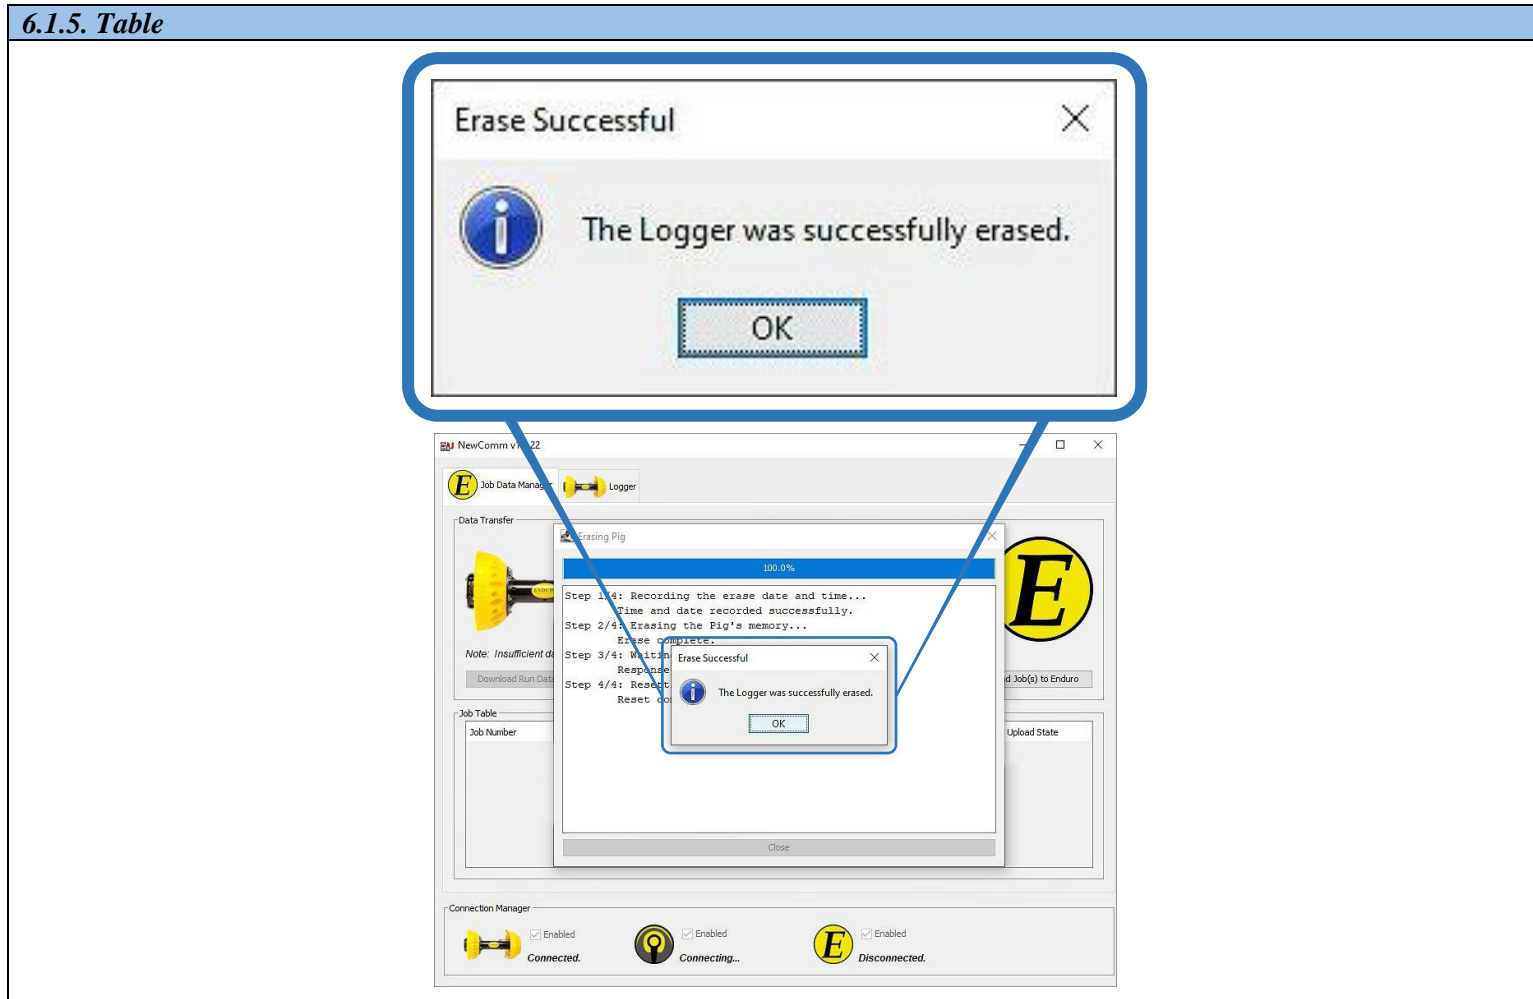 6.1.5. Table
Erase Successful
The Logger was successfully erased.
OK
NewComm
22
Job Data Manager
Logger
Data Transfer
Erasing Pig
100.0%
Step 1/4: Recording the erase date and time...
Time and date recorded successfully.
Step 2/4: Erasing the Pig's memory...
Erase complete.
Step 3/4:
Response
Step 4/4:
Reset
Erase Successful
The Logger was successfully erased.
OK
Close
E
Note: Insufficient
Download Run Data
Job(s) to Enduro
Job Table
Job Number
Upload State
Connection Manager
Enabled
Connected.
Enabled
Connecting...
E
Enabled
Disconnected.